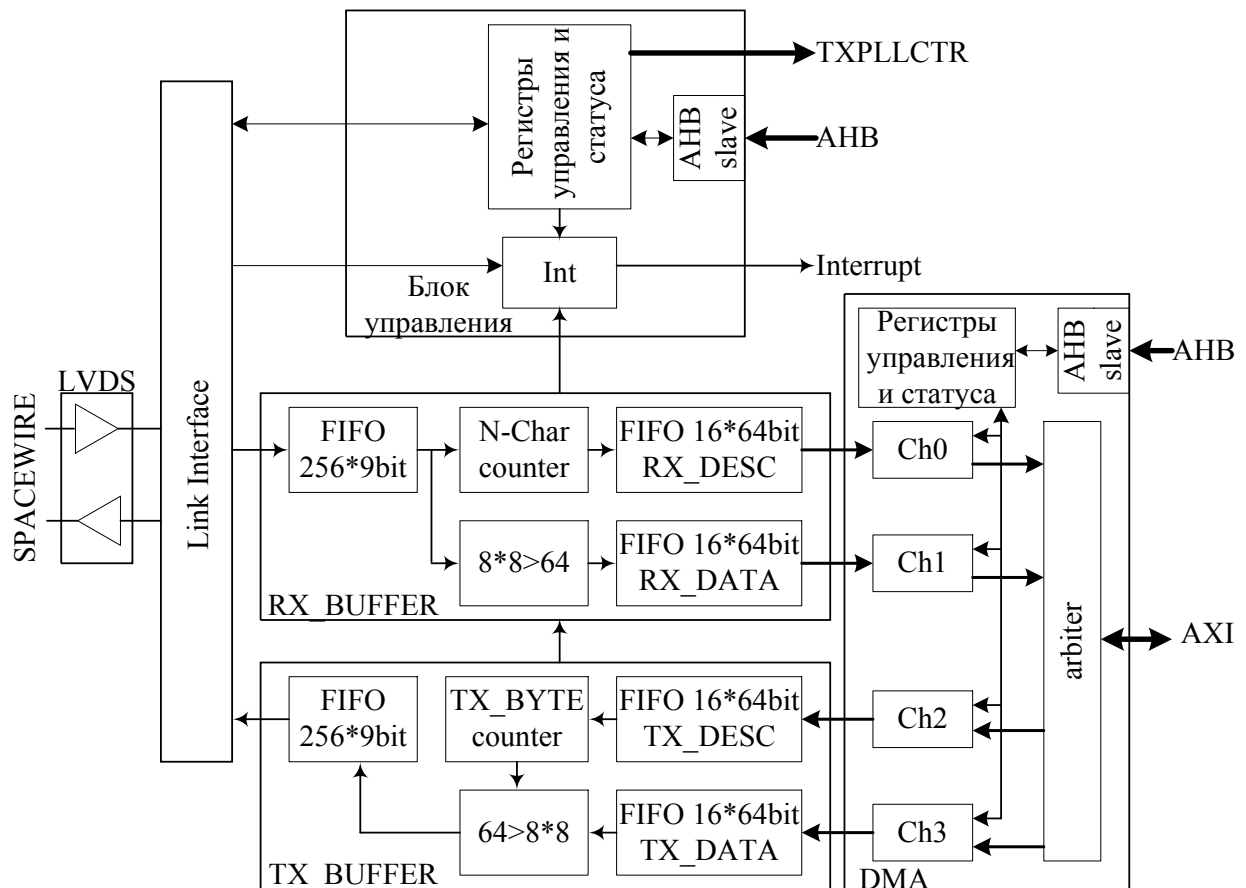 Регистры
управления и
статуса
TXPLLCTR
AHB
slave
AHB
Int
Interrupt
Блок
управления
LVDS
SPACEWIRE
Link Interface
FIFO
256*9bit
N-Char
counter
FIFO 16*64bit
RX_DESC
8*8>64
FIFO 16*64bit
RX_DATA
RX_BUFFER
FIFO
256*9bit
TX_BYTE
counter
FIFO 16*64bit
TX_DESC
64>8*8
FIFO 16*64bit
TX_DATA
TX_BUFFER
Регистры
управления
и статуса
AHB
slave
AHB
Ch0
Ch1
Ch2
Ch3
arbiter
AXI
DMA